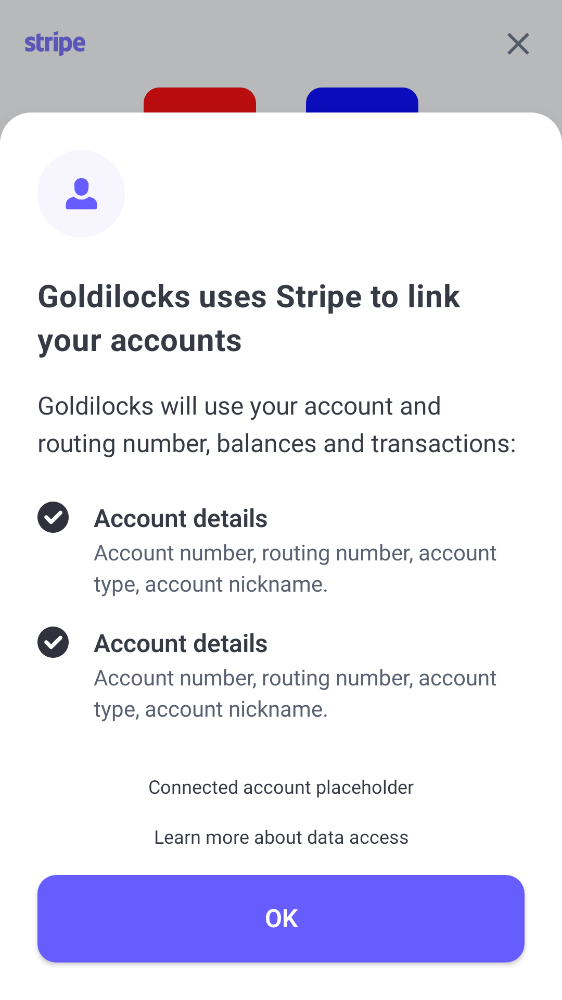 stripe
Goldilocks uses Stripe to link
your accounts
Goldilocks will use your account and
routing number, balances and transactions:
Account details
Account number, routing number, account
type, account nickname.
Account details
Account number, routing number, account
type, account nickname.
Connected account placeholder
Learn more about data access
OK